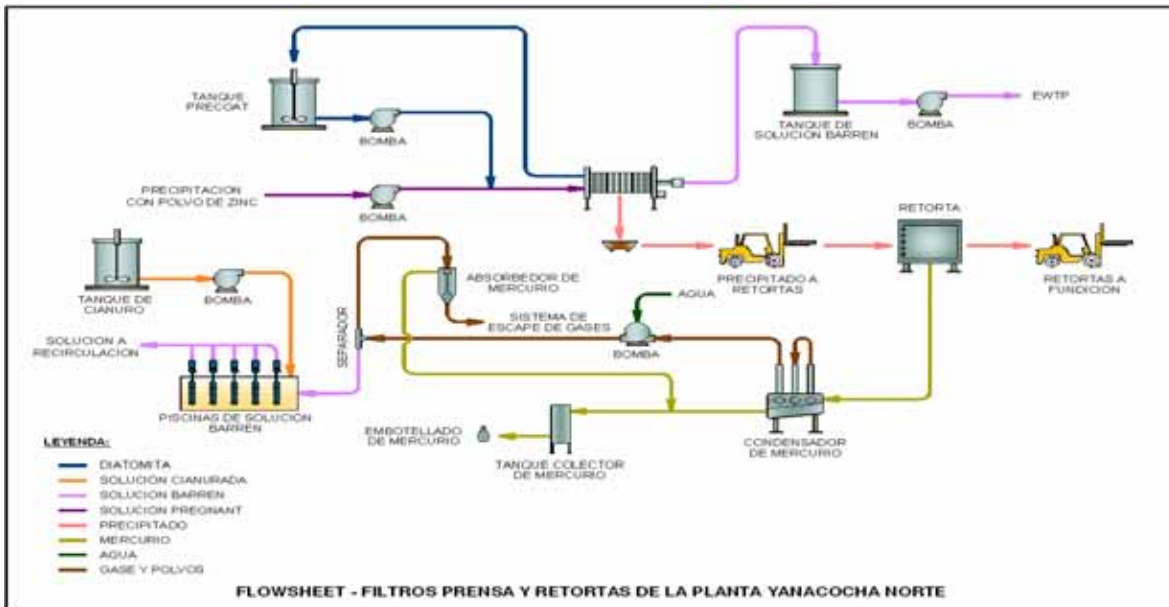 TANQUE
PRECOAT
BOMBA
TANQUE DE
SOLUCION BARREN
BOMBA
EWTP
PRECIPITACION
CON POLVO DE ZINC
BOMBA
RETORTA
TANQUE DE
CIANURO
BOMBA
ABSORBEDOR DE
MERCURIO
PRECIPITADO A
RETORTAS
RETORTAS A
FUNDICION
AGUA
SISTEMA DE
ESCAPE DE GASES
SEPARADOR
BOMBA
SOLUCION A
RECIRCULACION
PISCINAS DE SOLUCION
BARREN
EMBOTELLADO
DE MERCURIO
TANQUE COLECTOR
DE MERCURIO
CONDENSADOR
DE MERCURIO
LEYENDA:
DIATOMITA
SOLUCION CIANURADA
SOLUCION BARREN
SOLUCION PREGNANT
PRECIPITADO
MERCURIO
AGUA
GASE Y POLVOS
FLOWSHEET - FILTROS PRENSA Y RETORTAS DE LA PLANTA YANACOCHA NORTE